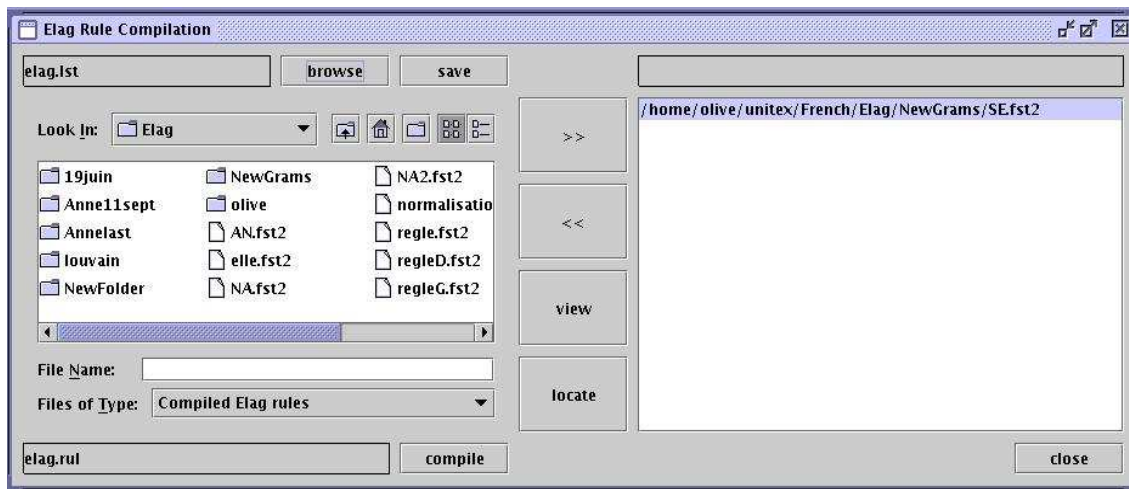 Elag Rule Compilation
elag.lst browse save
Look In: Elag
19juin NewGrams NA2.fst2
Anne11sept olive normalisatio
Annelast AN.fst2 regle.fst2
louvain elle.fst2 regleD.fst2
NewFolder NA.fst2 regleG.fst2
File Name:
Files of Type: Compiled Elag rules
elag.rul compile
>>
<<
view
locate
/home/olive/unitex/French/Elag/NewGrams/SE.fst2
close